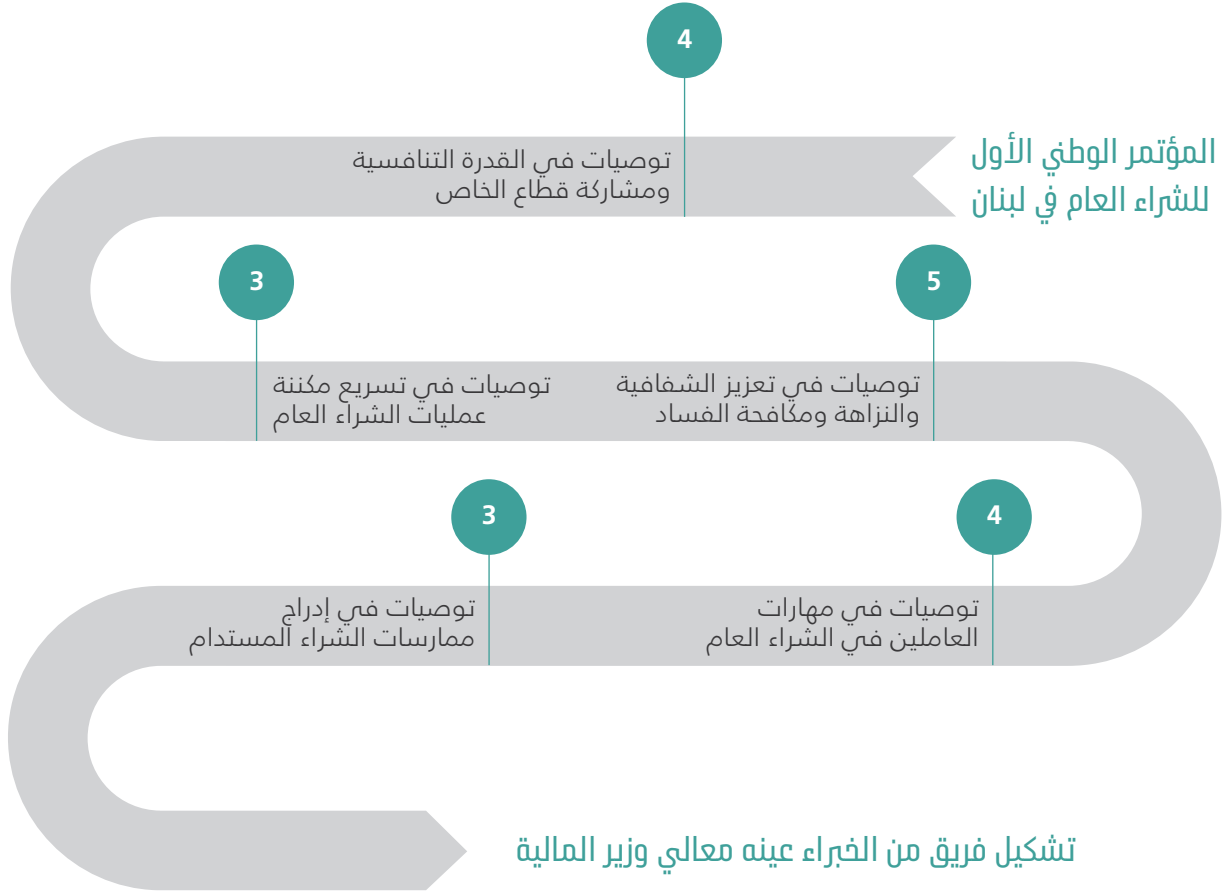 المؤتمر الوطني الأول
للشراء العام في لبنان
4
توصيات في القدرة التنافسية
ومشاركة قطاع الخاص
3
توصيات في تسريع مكننة
عمليات الشراء العام
5
توصيات في تعزيز الشفافية
والنزاهة ومكافحة الفساد
4
توصيات في مهارات
العاملين في الشراء العام
3
توصيات في إدراج
ممارسات الشراء المستدام
تشكيل فريق من الخبراء عينه معالي وزير المالية